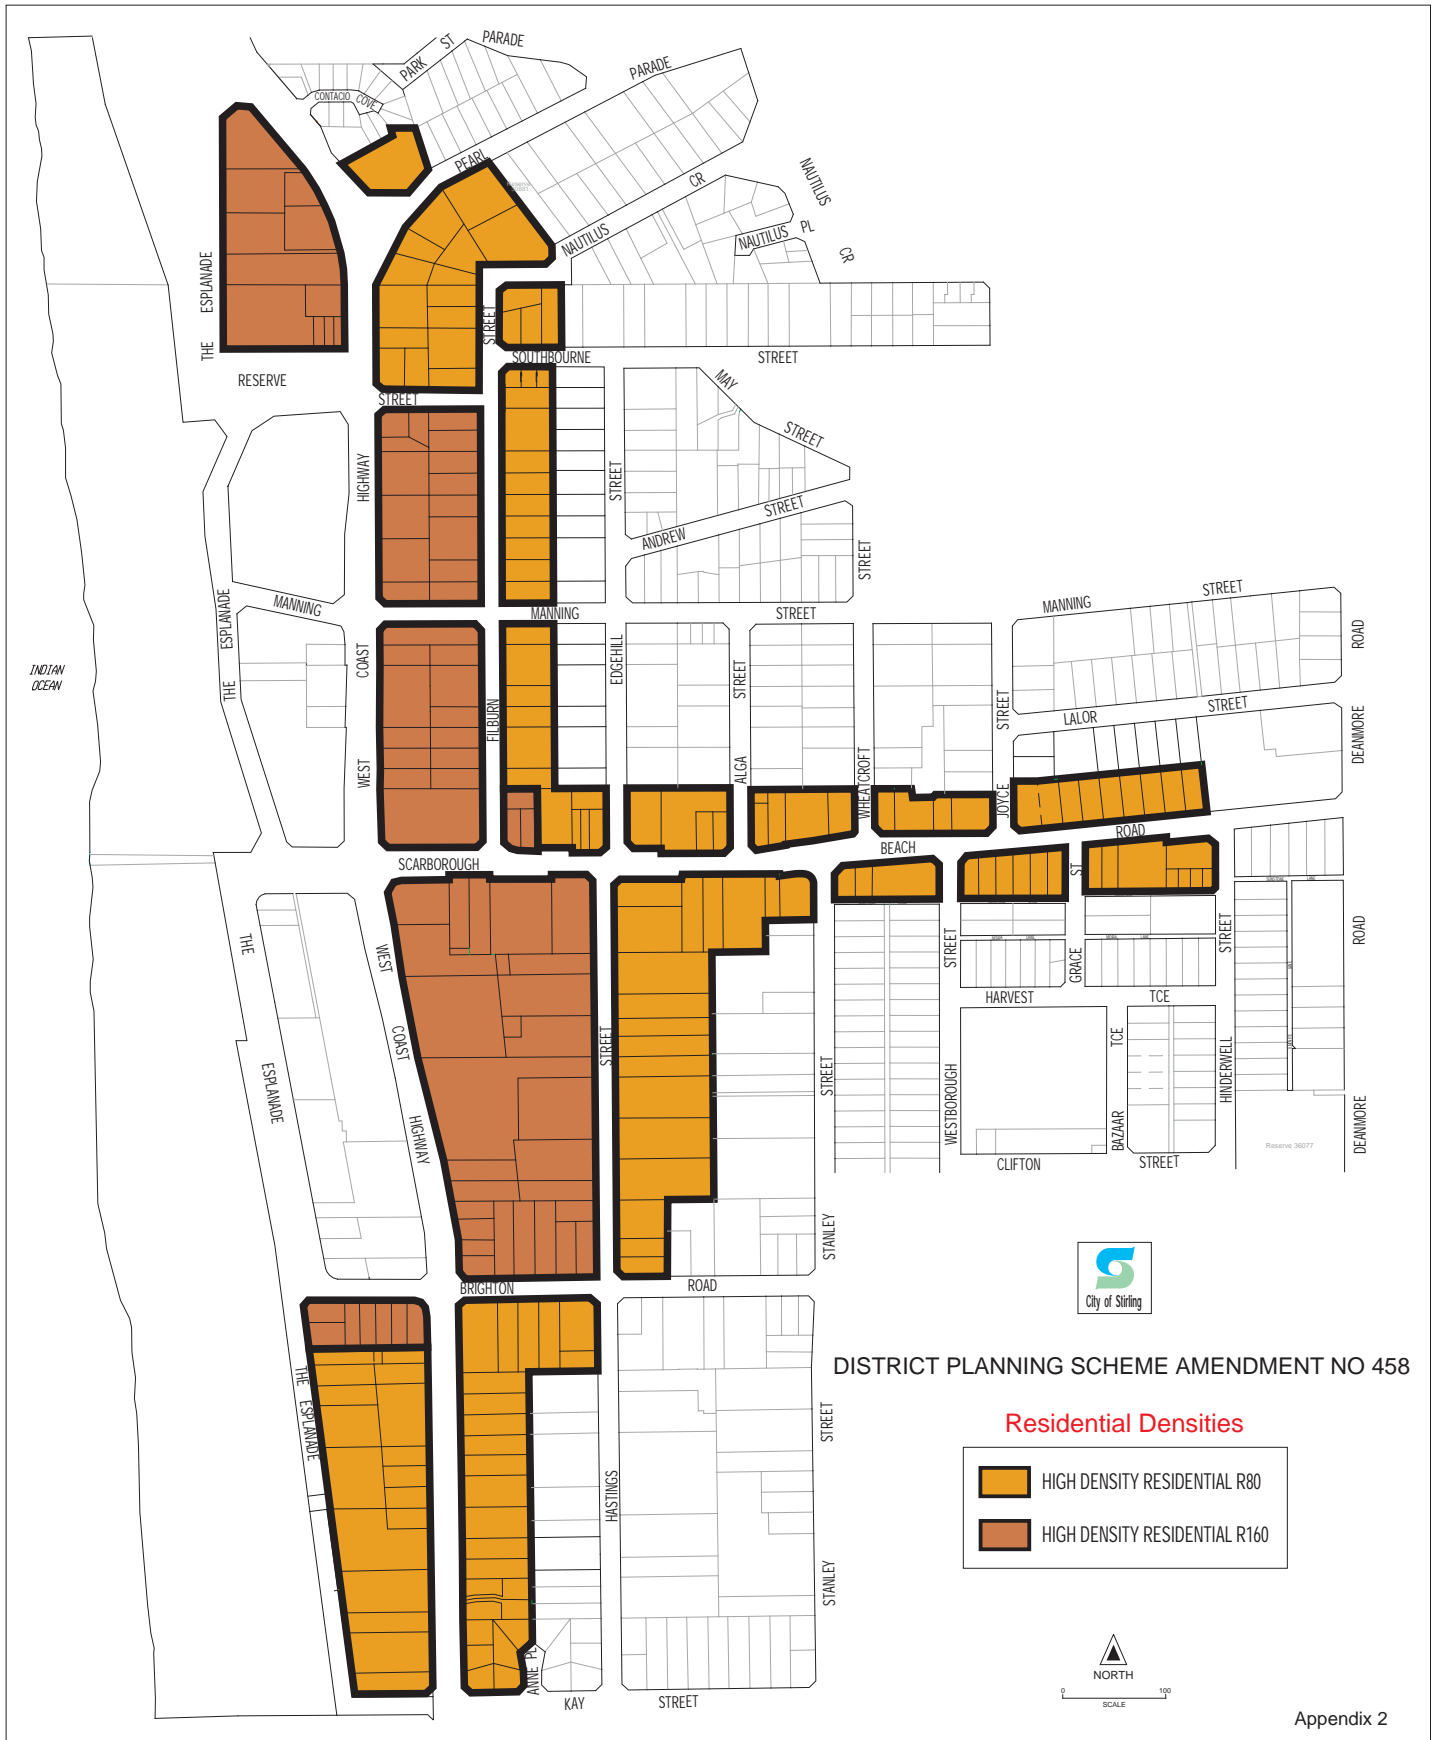 PARK ST
PARADE
CONTACIO COVE
PARADE
PEARL
NAUTILUS
CR
NAUTILUS
CR
NAUTILUS PL
THE ESPLANADE
RESERVE
STREET
SOUTHBOURNE
STREET
STREET
MAY
STREET
HIGHWAY
STREET
STREET
ANDREW
STREET
MANNING
ESPLANADE
THE
MANNING
STREET
MANNING
STREET
ROAD
INDIAN
OCEAN
COAST
WEST
FILBURN
EDGEHILL
STREET
ALGA
WHEATCROFT
STREET
JOYCE
LALOR
STREET
DEANMORE
SCARBOROUGH
BEACH
ROAD
ST
THE
ESPLANADE
WEST
COAST
HIGHWAY
STREET
STREET
STREET
WESTBOROUGH
GRACE
HARVEST
TCE
STREET
HINDERWELL
TCE
BAZAAR
CLIFTON
STREET
ROAD
DEANMORE
Reserve 36077
STANLEY
BRIGHTON
ROAD
THE
ESPLANADE
HASTINGS
STREET
STANLEY
ANNE PL
KAY
STREET
City of Stirling
DISTRICT PLANNING SCHEME AMENDMENT NO 458
Residential Densities
HIGH DENSITY RESIDENTIAL R80
HIGH DENSITY RESIDENTIAL R160
NORTH
0 100
SCALE
Appendix 2